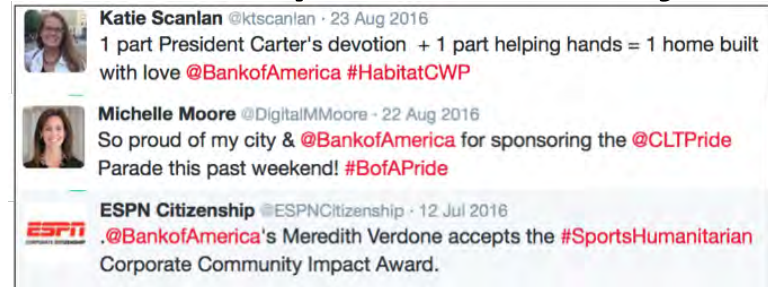 Katie Scanlan @ktscanlan · 23 Aug 2016
1 part President Carter's devotion + 1 part helping hands = 1 home built
with love @BankofAmerica #HabitatCWP
Michelle Moore @DigitalMMoore · 22 Aug 2016
So proud of my city & @BankofAmerica for sponsoring the @CLTPride
Parade this past weekend! #BofAPride
ESPN Citizenship @ESPNCitizenship · 12 Jul 2016
ESPN
CORPORATE CITIZENSHIP
.@BankofAmerica's Meredith Verdone accepts the #SportsHumanitarian
Corporate Community Impact Award.